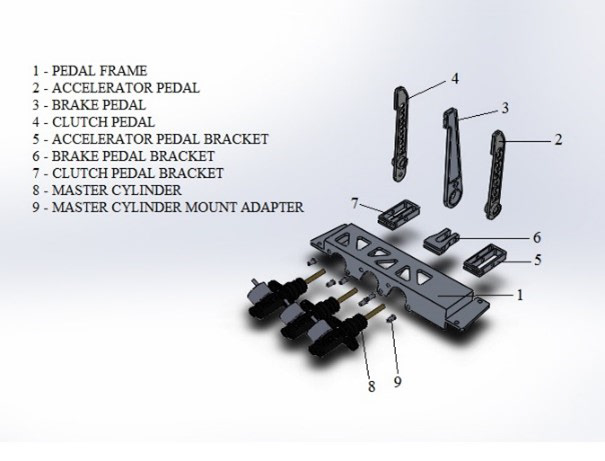 1 - PEDAL FRAME
2 - ACCELERATOR PEDAL
3 - BRAKE PEDAL
4 - CLUTCH PEDAL
5 - ACCELERATOR PEDAL BRACKET
6 - BRAKE PEDAL BRACKET
7 - CLUTCH PEDAL BRACKET
8 - MASTER CYLINDER
9 - MASTER CYLINDER MOUNT ADAPTER
4
3
2
7
6
5
1
8
9